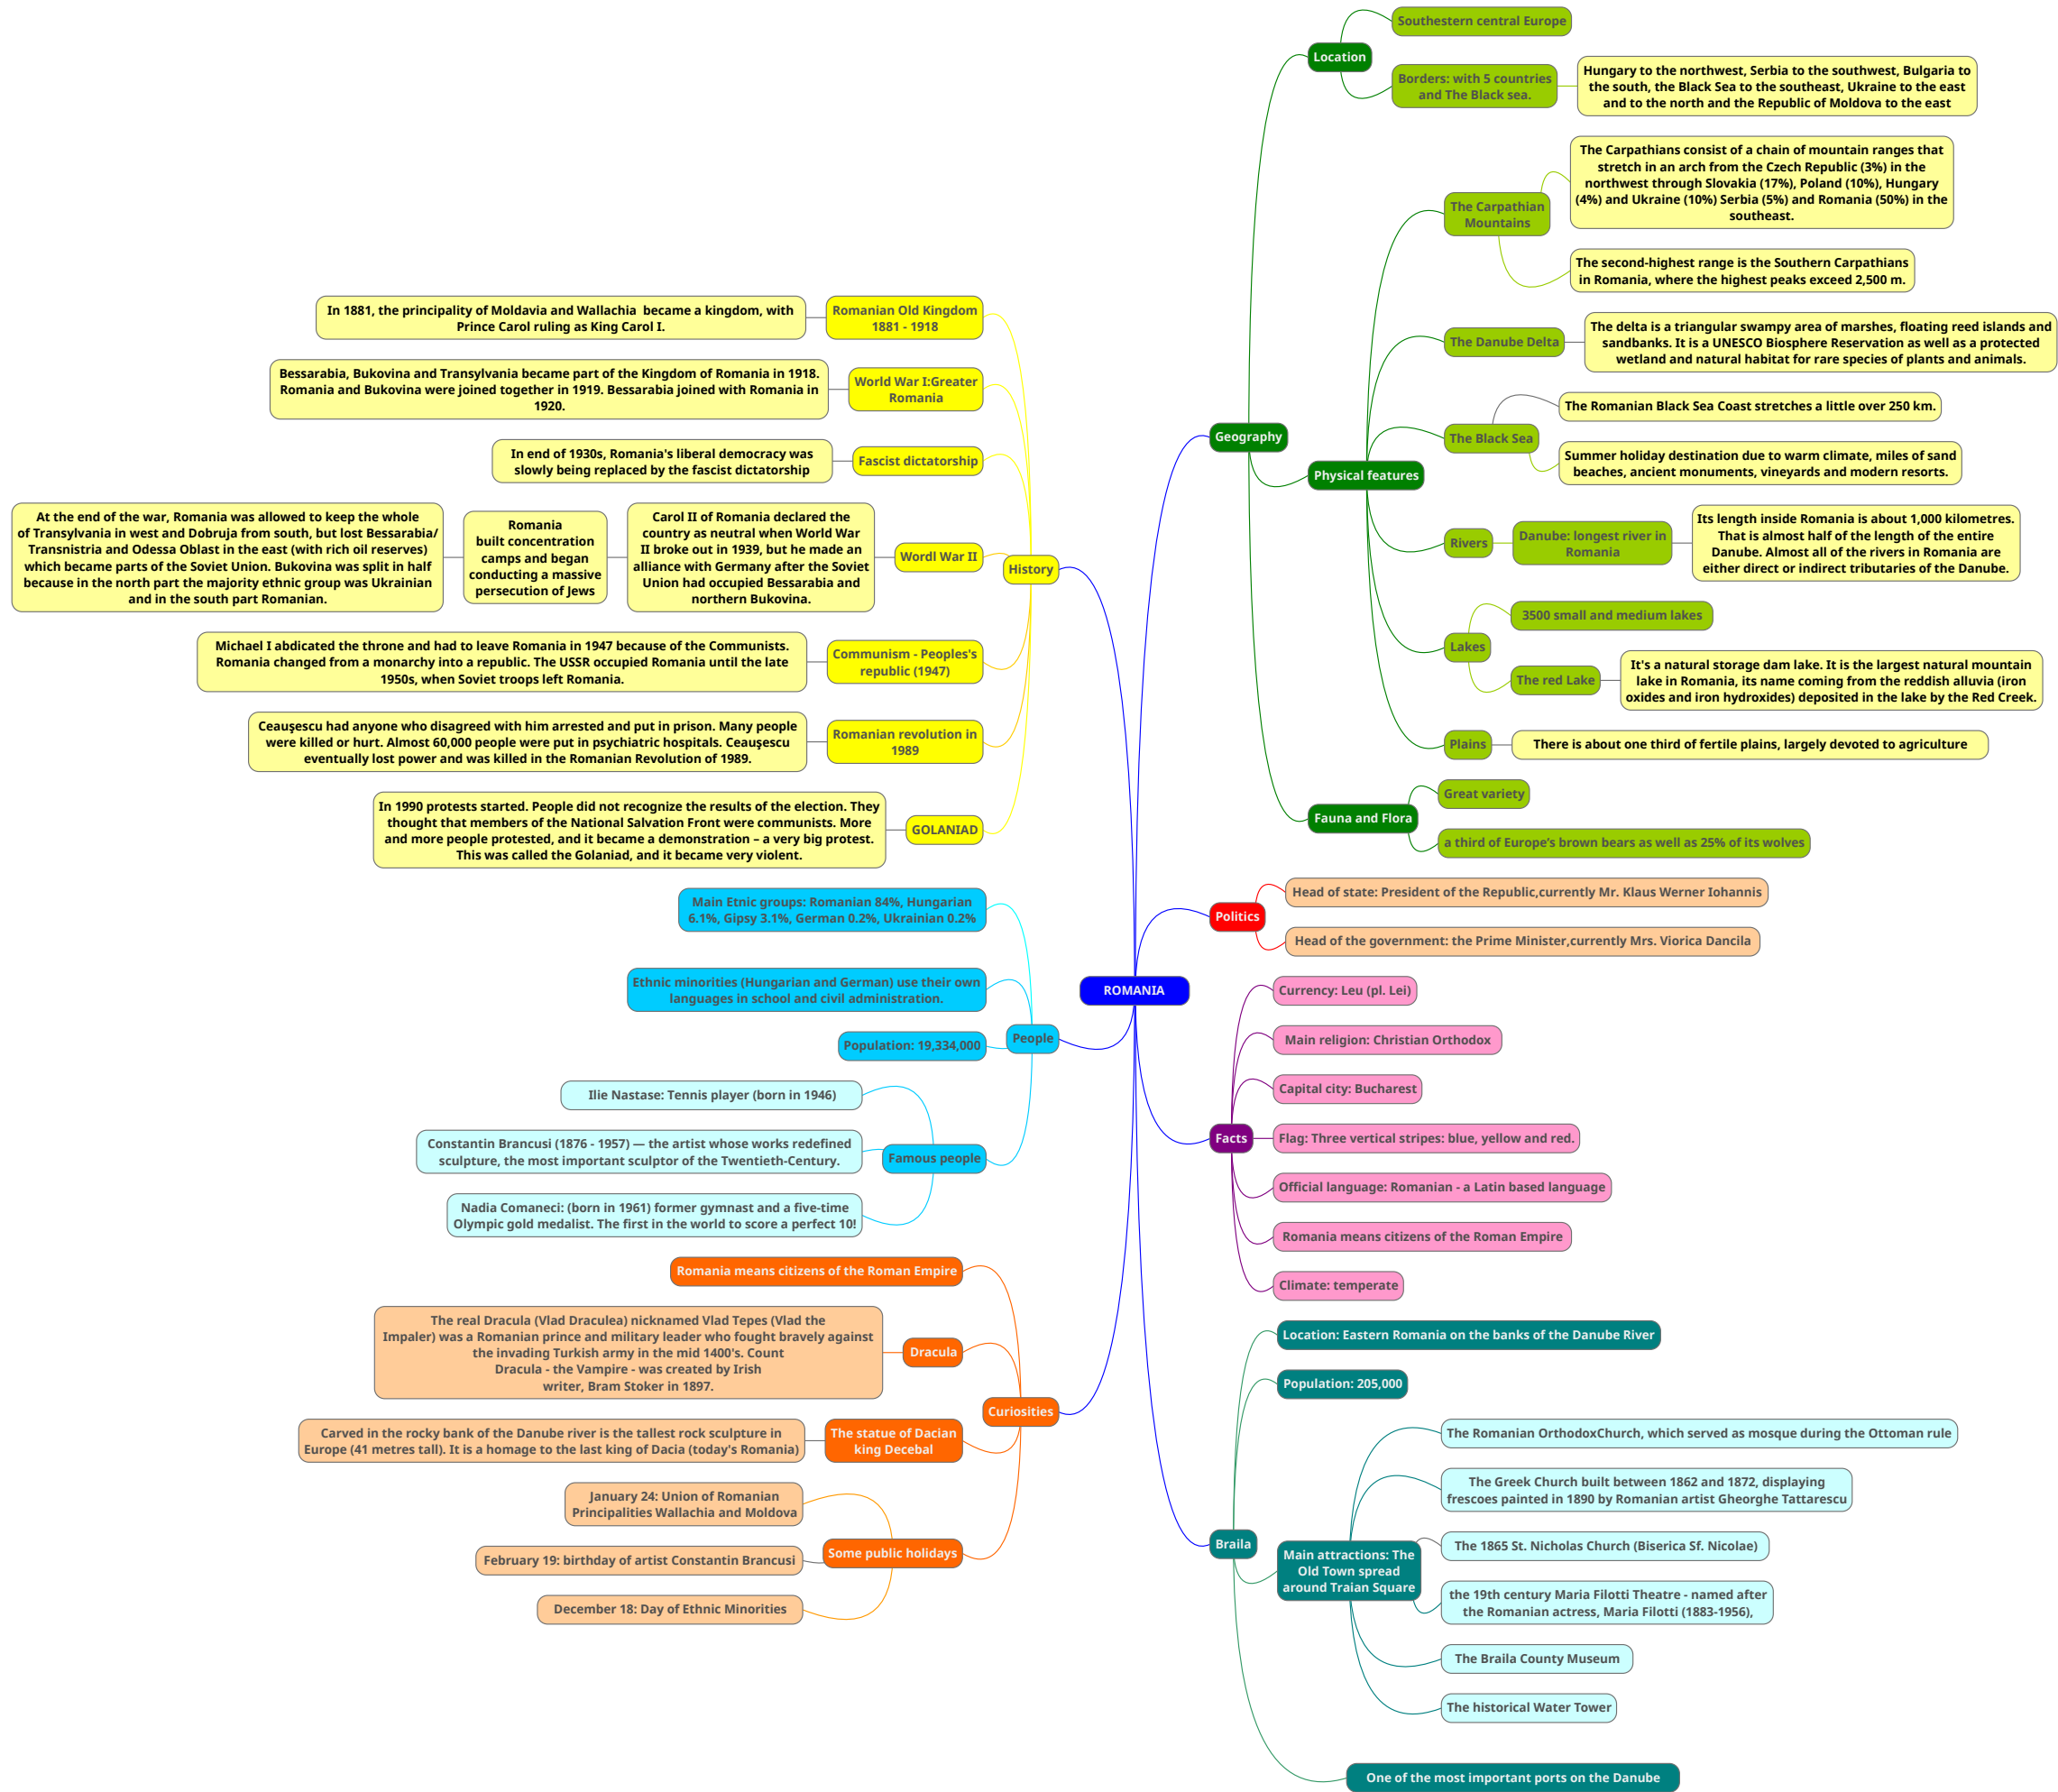 ROMANIA
Geography
Location
Southestern central Europe
Borders: with 5 countries
and The Black sea.
Hungary to the northwest, Serbia to the southwest, Bulgaria to
the south, the Black Sea to the southeast, Ukraine to the east
and to the north and the Republic of Moldova to the east
Physical features
The Carpathian
Mountains
The Carpathians consist of a chain of mountain ranges that
stretch in an arch from the Czech Republic (3%) in the
northwest through Slovakia (17%), Poland (10%), Hungary
(4%) and Ukraine (10%) Serbia (5%) and Romania (50%) in the
southeast.
The second-highest range is the Southern Carpathians
in Romania, where the highest peaks exceed 2,500 m.
The Danube Delta
The delta is a triangular swampy area of marshes, floating reed islands and
sandbanks. It is a UNESCO Biosphere Reservation as well as a protected
wetland and natural habitat for rare species of plants and animals.
The Black Sea
The Romanian Black Sea Coast stretches a little over 250 km.
Summer holiday destination due to warm climate, miles of sand
beaches, ancient monuments, vineyards and modern resorts.
Rivers
Danube: longest river in
Romania
Its length inside Romania is about 1,000 kilometres.
That is almost half of the length of the entire
Danube. Almost all of the rivers in Romania are
either direct or indirect tributaries of the Danube.
Lakes
3500 small and medium lakes
The red Lake
It's a natural storage dam lake. It is the largest natural mountain
lake in Romania, its name coming from the reddish alluvia (iron
oxides and iron hydroxides) deposited in the lake by the Red Creek.
Plains
There is about one third of fertile plains, largely devoted to agriculture
Fauna and Flora
Great variety
a third of Europe’s brown bears as well as 25% of its wolves
Politics
Head of state: President of the Republic,currently Mr. Klaus Werner Iohannis
Head of the government: the Prime Minister,currently Mrs. Viorica Dancila
Facts
Currency: Leu (pl. Lei)
Main religion: Christian Orthodox
Capital city: Bucharest
Flag: Three vertical stripes: blue, yellow and red.
Official language: Romanian - a Latin based language
Romania means citizens of the Roman Empire
Climate: temperate
Braila
Location: Eastern Romania on the banks of the Danube River
Population: 205,000
Main attractions: The
Old Town spread
around Traian Square
The Romanian OrthodoxChurch, which served as mosque during the Ottoman rule
The Greek Church built between 1862 and 1872, displaying
frescoes painted in 1890 by Romanian artist Gheorghe Tattarescu
The 1865 St. Nicholas Church (Biserica Sf. Nicolae)
the 19th century Maria Filotti Theatre - named after
the Romanian actress, Maria Filotti (1883-1956),
The Braila County Museum
The historical Water Tower
One of the most important ports on the Danube
History
Romanian Old Kingdom
1881 - 1918
In 1881, the principality of Moldavia and Wallachia  became a kingdom, with
Prince Carol ruling as King Carol I.
World War I:Greater
Romania
Bessarabia, Bukovina and Transylvania became part of the Kingdom of Romania in 1918.
Romania and Bukovina were joined together in 1919. Bessarabia joined with Romania in
1920.
Fascist dictatorship
In end of 1930s, Romania's liberal democracy was
slowly being replaced by the fascist dictatorship
Wordl War II
Carol II of Romania declared the
country as neutral when World War
II broke out in 1939, but he made an
alliance with Germany after the Soviet
Union had occupied Bessarabia and
northern Bukovina.
Romania
built concentration
camps and began
conducting a massive
persecution of Jews
At the end of the war, Romania was allowed to keep the whole
of Transylvania in west and Dobruja from south, but lost Bessarabia/
Transnistria and Odessa Oblast in the east (with rich oil reserves)
which became parts of the Soviet Union. Bukovina was split in half
because in the north part the majority ethnic group was Ukrainian
and in the south part Romanian.
Communism - Peoples's
republic (1947)
Michael I abdicated the throne and had to leave Romania in 1947 because of the Communists.
Romania changed from a monarchy into a republic. The USSR occupied Romania until the late
1950s, when Soviet troops left Romania.
Romanian revolution in
1989
Ceauşescu had anyone who disagreed with him arrested and put in prison. Many people
were killed or hurt. Almost 60,000 people were put in psychiatric hospitals. Ceauşescu
eventually lost power and was killed in the Romanian Revolution of 1989.
GOLANIAD
In 1990 protests started. People did not recognize the results of the election. They
thought that members of the National Salvation Front were communists. More
and more people protested, and it became a demonstration – a very big protest.
This was called the Golaniad, and it became very violent.
People
Main Etnic groups: Romanian 84%, Hungarian
6.1%, Gipsy 3.1%, German 0.2%, Ukrainian 0.2%
Ethnic minorities (Hungarian and German) use their own
languages in school and civil administration.
Population: 19,334,000
Famous people
Ilie Nastase: Tennis player (born in 1946)
Constantin Brancusi (1876 - 1957) — the artist whose works redefined
sculpture, the most important sculptor of the Twentieth-Century.
Nadia Comaneci: (born in 1961) former gymnast and a five-time
Olympic gold medalist. The first in the world to score a perfect 10!
Curiosities
Romania means citizens of the Roman Empire
Dracula
The real Dracula (Vlad Draculea) nicknamed Vlad Tepes (Vlad the
Impaler) was a Romanian prince and military leader who fought bravely against
the invading Turkish army in the mid 1400's. Count
Dracula - the Vampire - was created by Irish
writer, Bram Stoker in 1897.
The statue of Dacian
king Decebal
Carved in the rocky bank of the Danube river is the tallest rock sculpture in
Europe (41 metres tall). It is a homage to the last king of Dacia (today's Romania)
Some public holidays
January 24: Union of Romanian
Principalities Wallachia and Moldova
February 19: birthday of artist Constantin Brancusi
December 18: Day of Ethnic Minorities